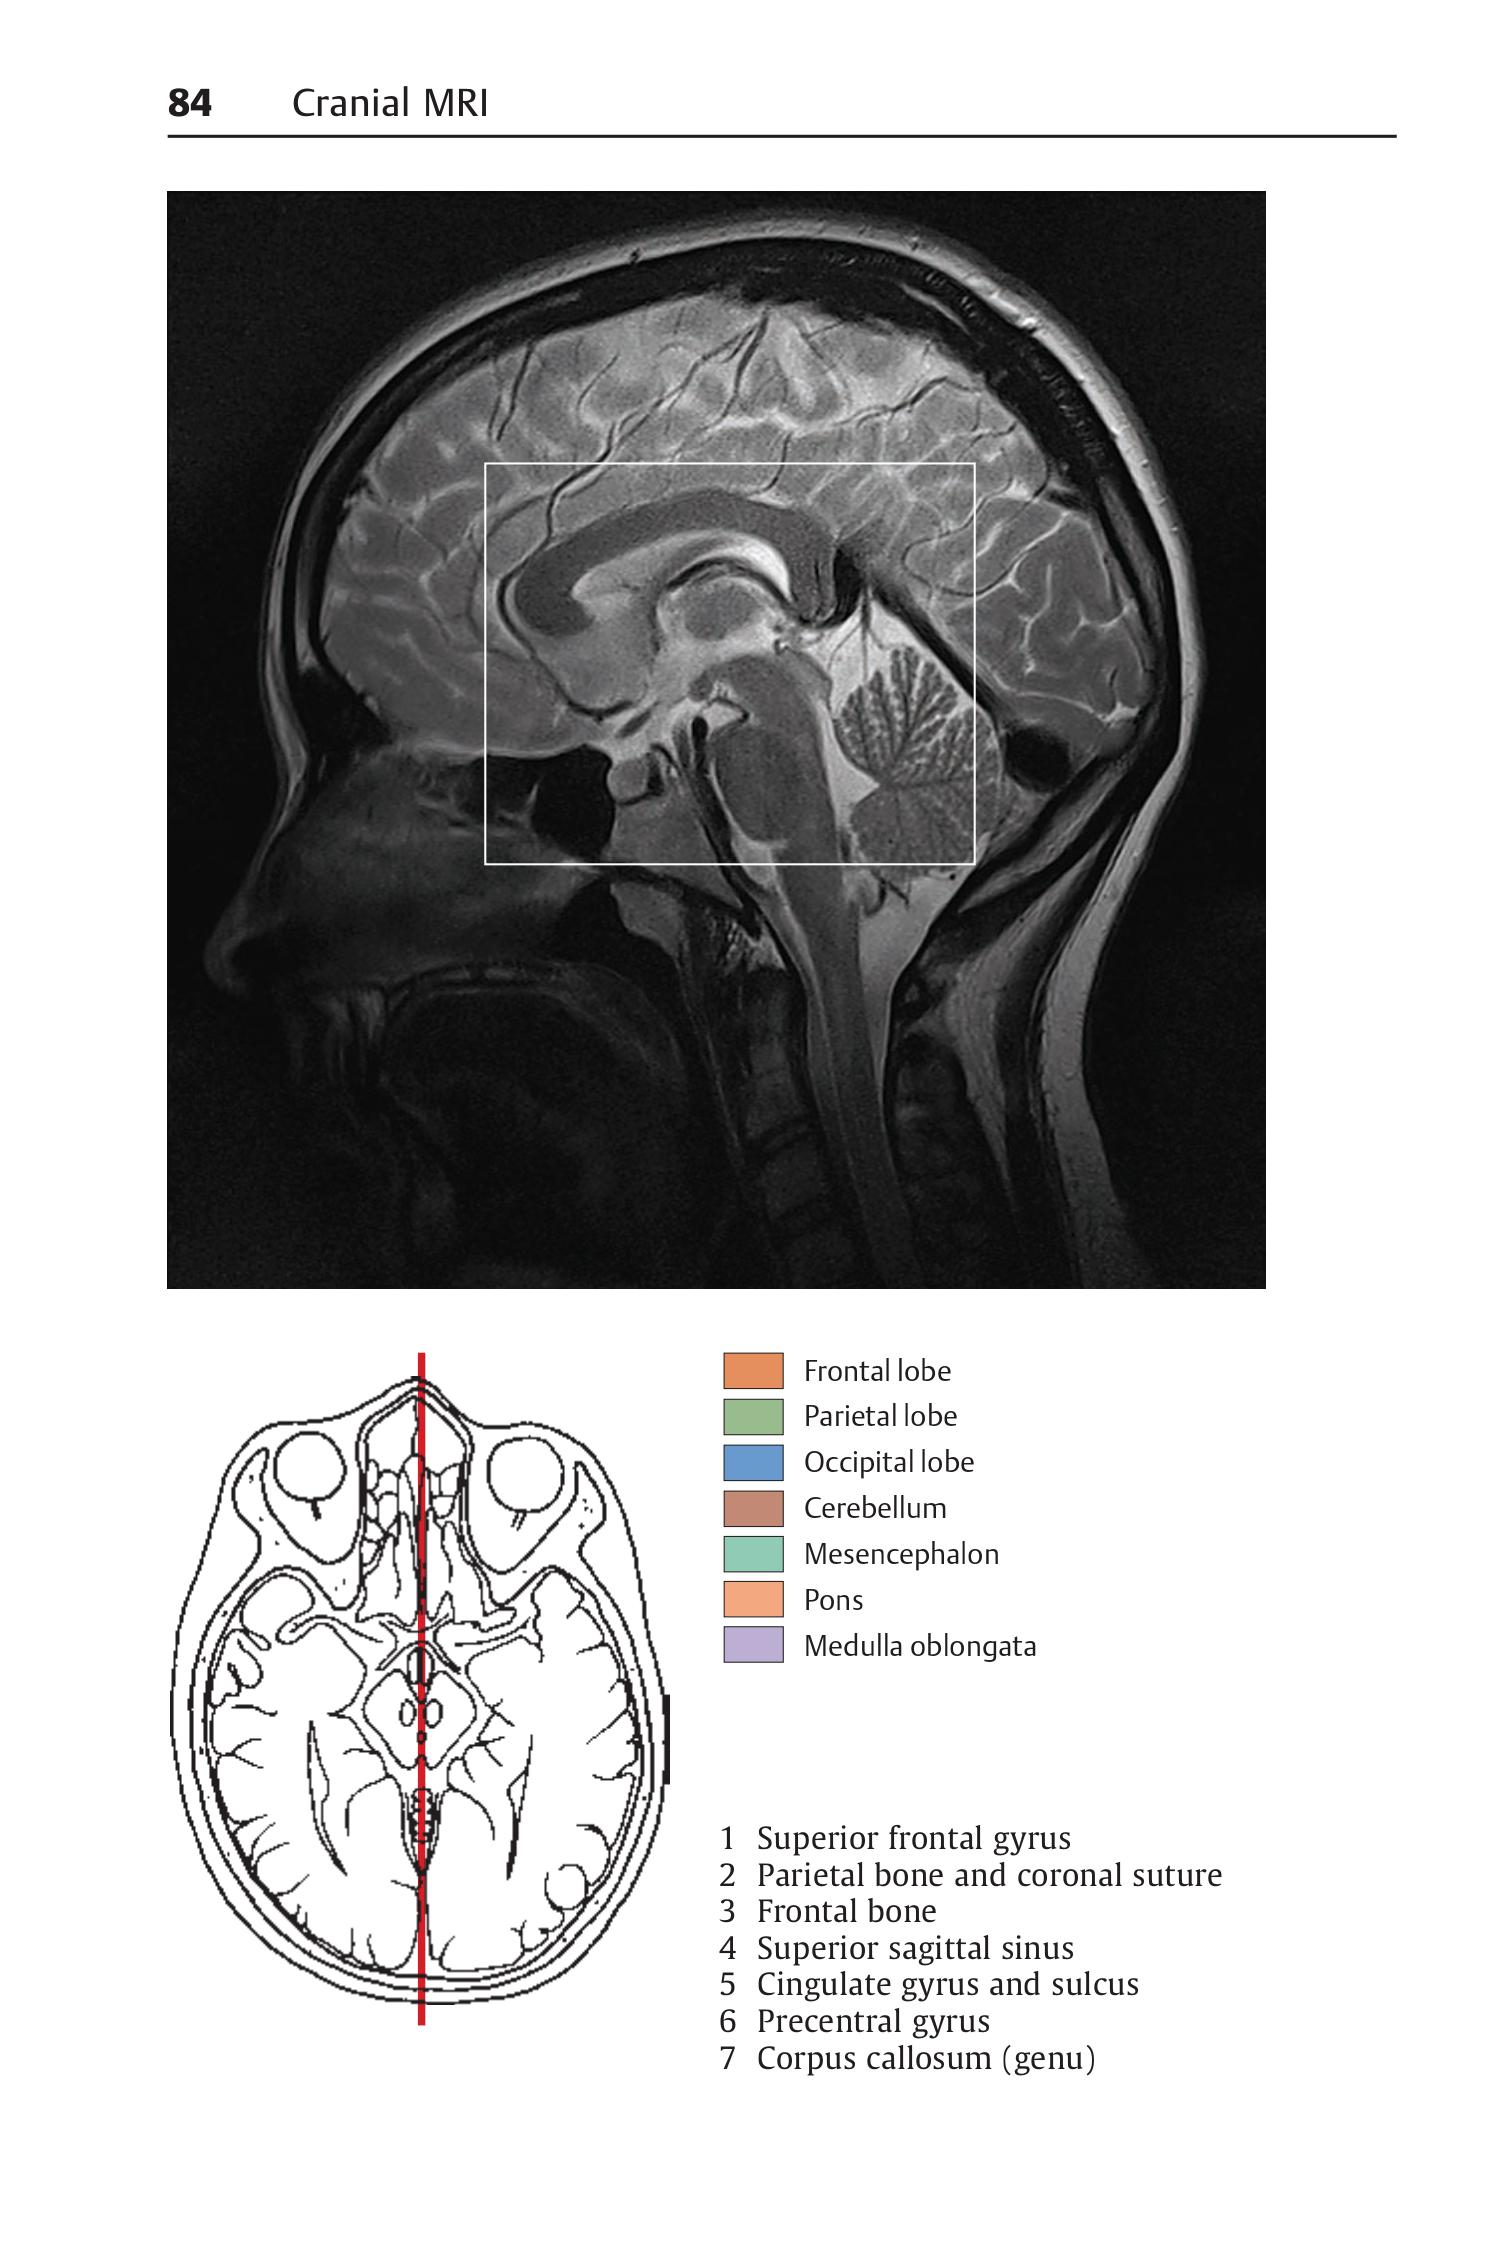 84 Cranial MRI
Frontal lobe
Parietal lobe
Occipital lobe
Cerebellum
Mesencephalon
Pons
Medulla oblongata
1 Superior frontal gyrus
2 Parietal bone and coronal suture
3 Frontal bone
4 Superior sagittal sinus
5 Cingulate gyrus and sulcus
6 Precentral gyrus
7 Corpus callosum (genu)